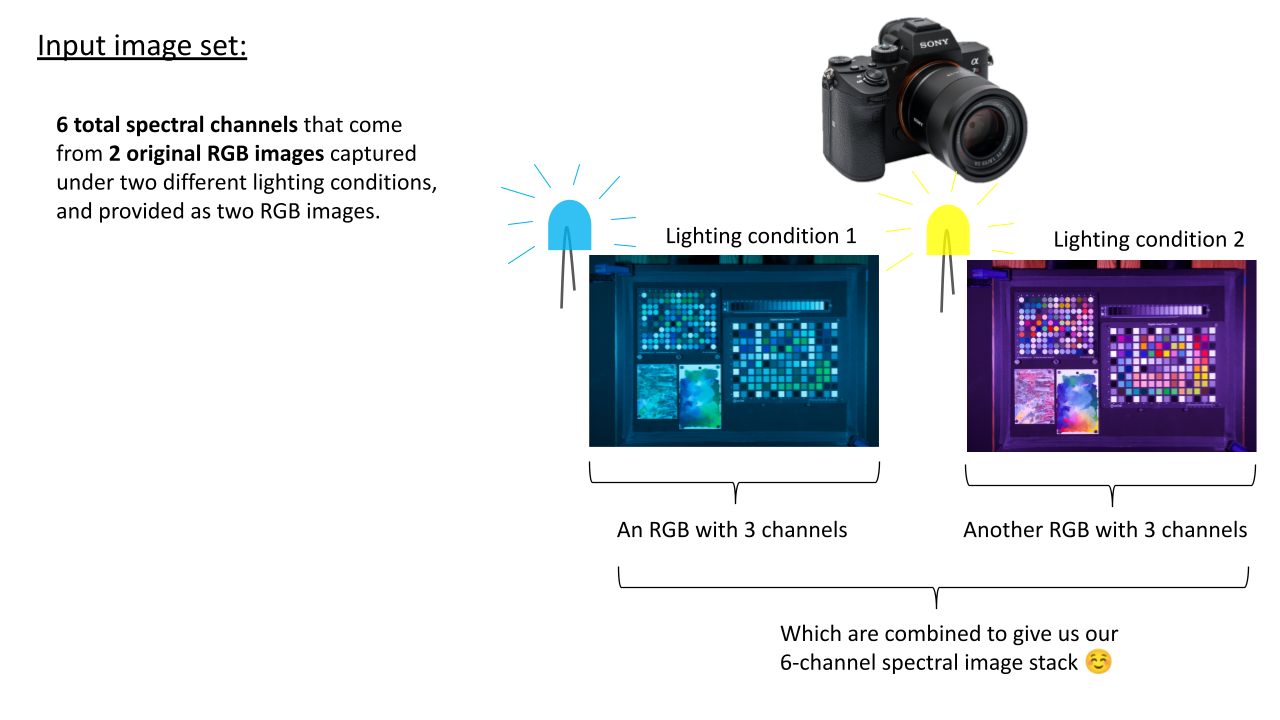 Input image set:
6 total spectral channels that come
from 2 original RGB images captured
under two different lighting conditions,
and provided as two RGB images.
SONY
α
Lighting condition 1
Lighting condition 2
An RGB with 3 channels
Another RGB with 3 channels
Which are combined to give us our
6-channel spectral image stack ☺️